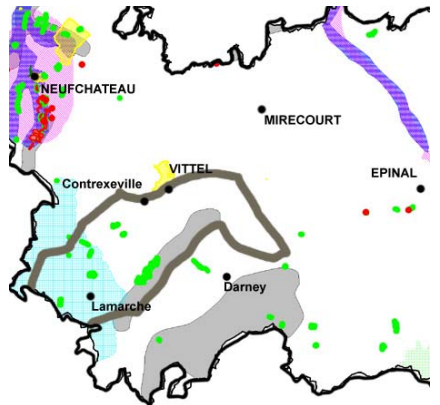 NEUFCHATEAU
MIRECOURT
VITTEL
EPINAL
Contrexeville
Darney
Lamarche